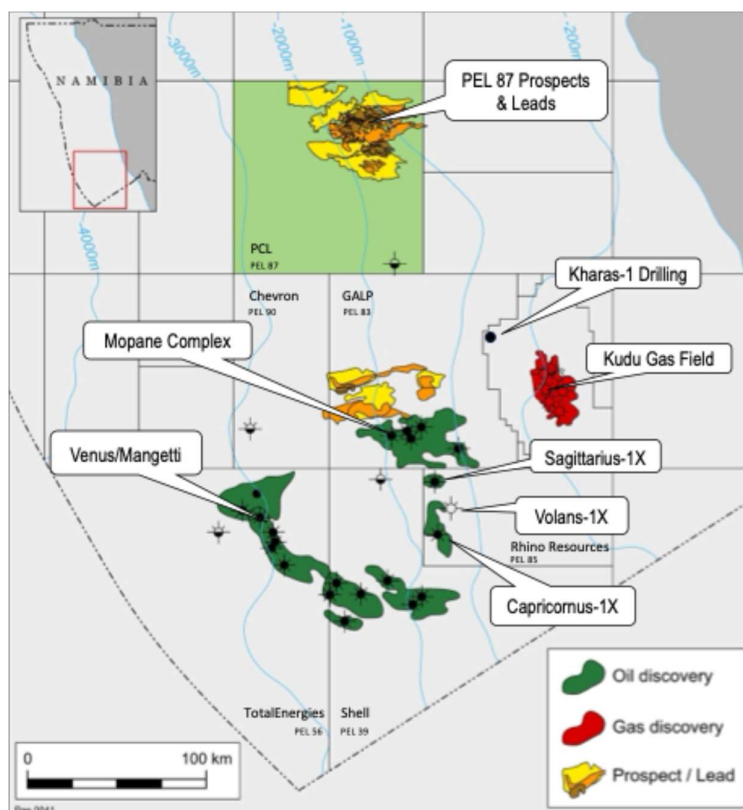 NAMIBIA
-3000m
-2000m
-1000m
-200m
-4000m
PEL 87 Prospects
& Leads
PCL
PEL 87
Kharas-1 Drilling
Chevron
PEL 90
GALP
PEL 83
Mopane Complex
Kudu Gas Field
Venus/Mangetti
Sagittarius-1X
Volans-1X
Rhino Resources
PEL 85
Capricornus-1X
Oil discovery
Gas discovery
Prospect / Lead
TotalEnergies
PEL 56
Shell
PEL 39
0
100 km